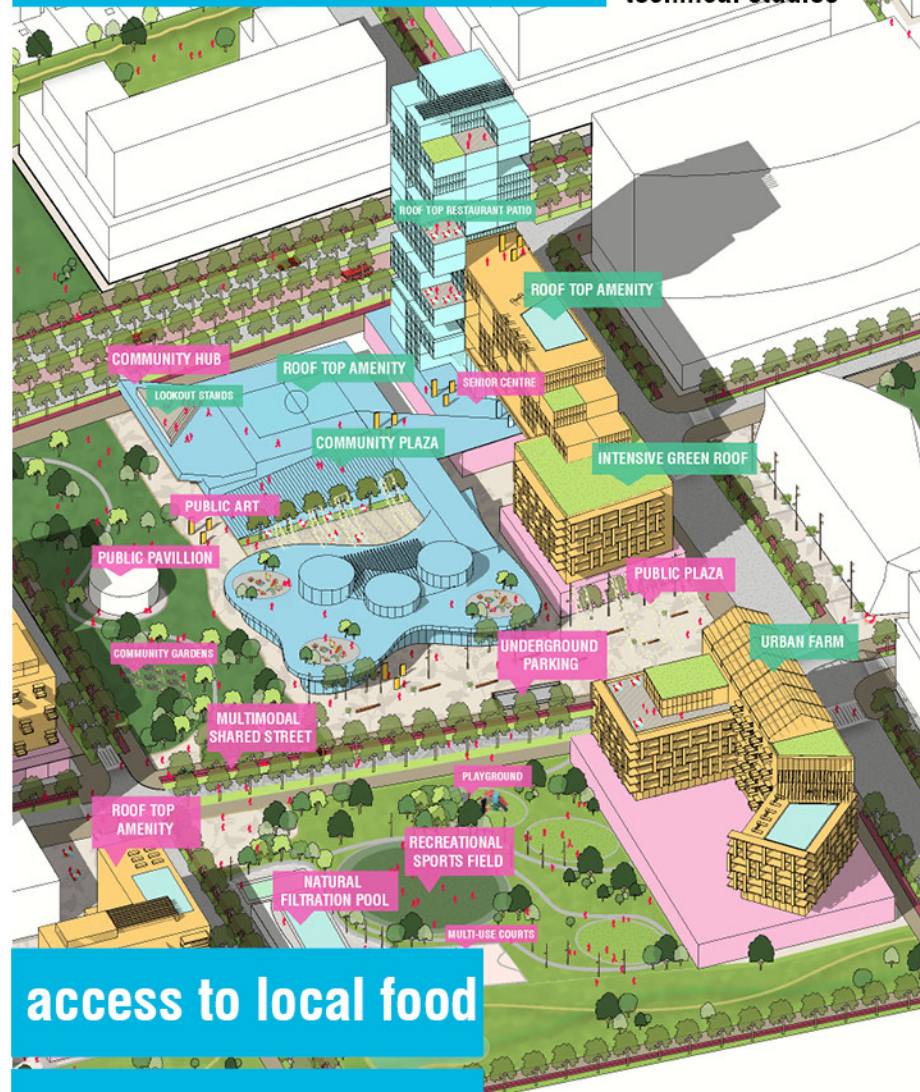 technical studies
ROOF TOP RESTAURANT PATIO
ROOF TOP AMENITY
COMMUNITY HUB
ROOF TOP AMENITY
LOOKOUT STANDS
SENIOR CENTRE
COMMUNITY PLAZA
INTENSIVE GREEN ROOF
PUBLIC ART
PUBLIC PAVILLION
PUBLIC PLAZA
COMMUNITY GARDENS
UNDERGROUND
PARKING
URBAN FARM
MULTIMODAL
SHARED STREET
PLAYGROUND
ROOF TOP
AMENITY
RECREATIONAL
SPORTS FIELD
NATURAL
FILTRATION POOL
MULTI-USE COURTS
access to local food